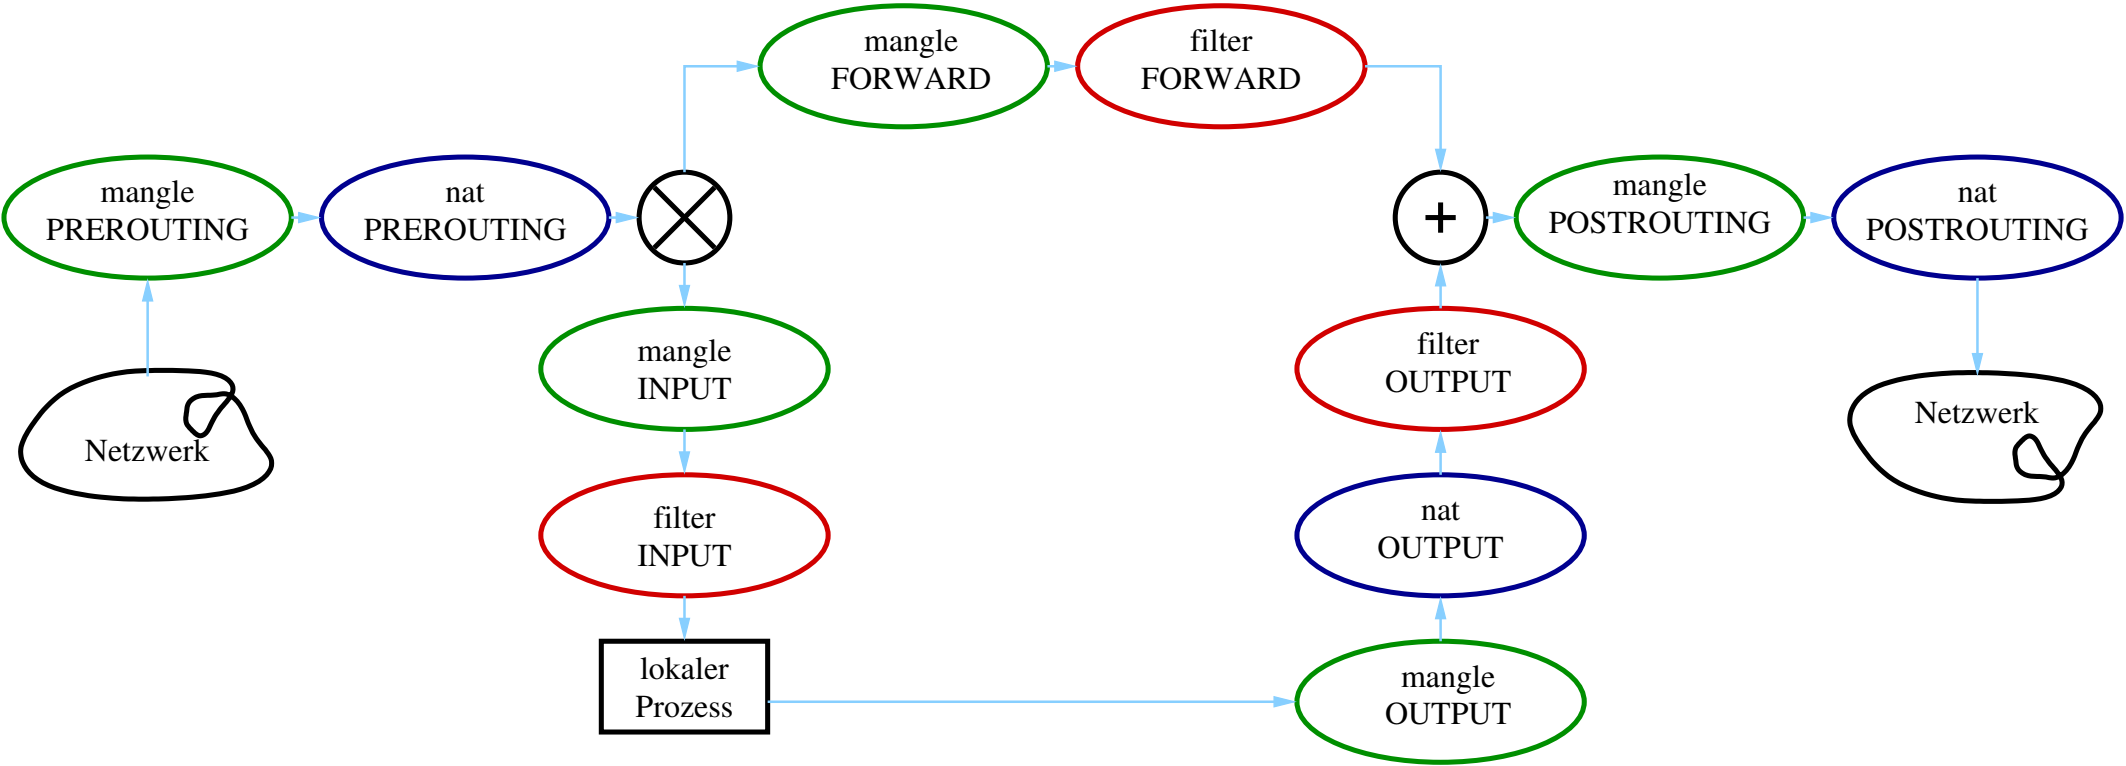 mangle
FORWARD
filter
FORWARD
mangle
PREROUTING
nat
PREROUTING
+
mangle
POSTROUTING
nat
POSTROUTING
Netzwerk
mangle
INPUT
filter
OUTPUT
Netzwerk
filter
INPUT
nat
OUTPUT
lokaler
Prozess
mangle
OUTPUT